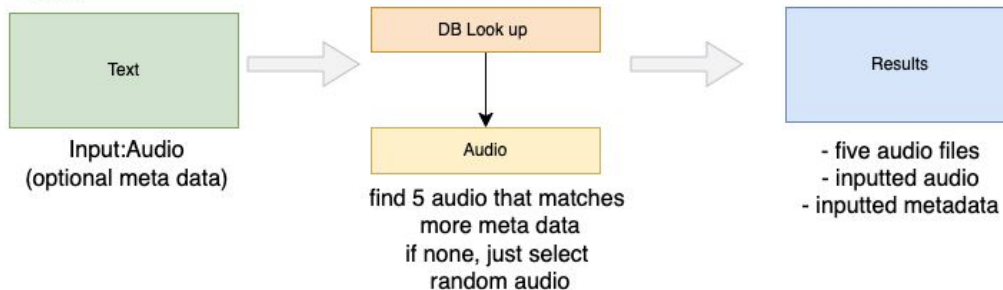 Text
Input:Audio
(optional meta data)
DB Look up
Audio
find 5 audio that matches
more meta data
if none, just select
random audio
Results
- five audio files
- inputted audio
- inputted metadata